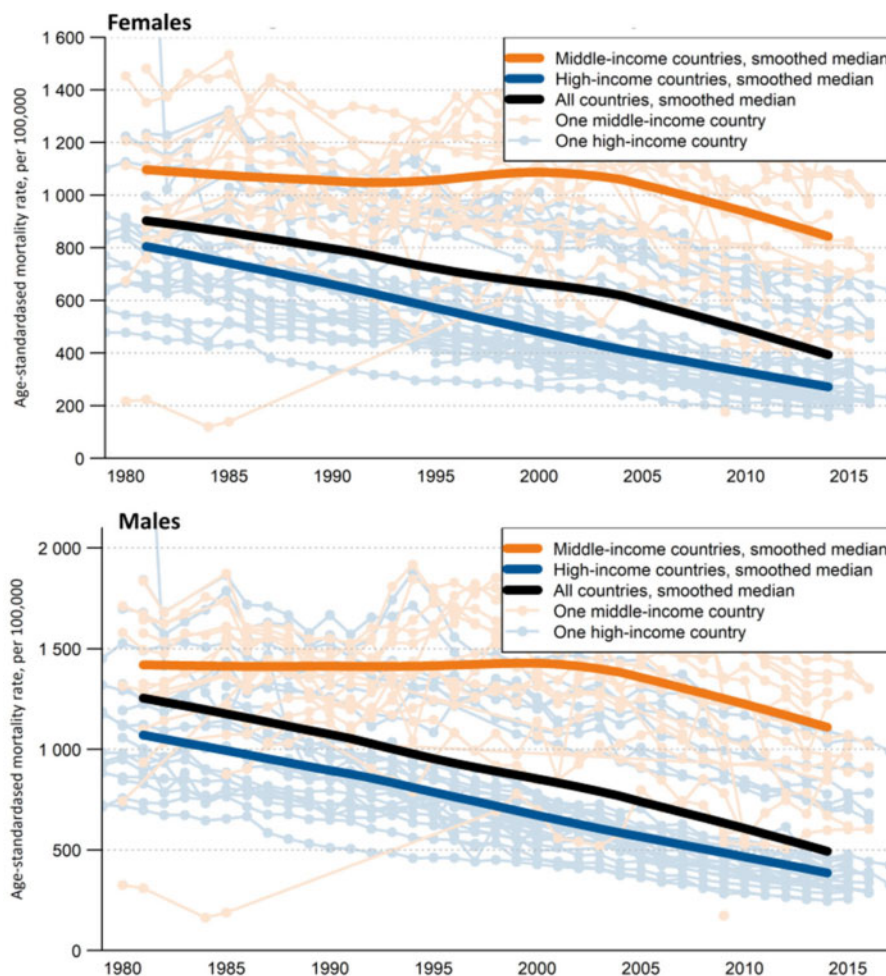 Females
Age-standardased mortality rate, per 100,000
1 600
1 400
1 200
1 000
800
600
400
200
0
Middle-income countries, smoothed median
High-income countries, smoothed median
All countries, smoothed median
One middle-income country
One high-income country
1980 1985 1990 1995 2000 2005 2010 2015
Males
Age-standardased mortality rate, per 100,000
2 000
1 500
1 000
500
0
Middle-income countries, smoothed median
High-income countries, smoothed median
All countries, smoothed median
One middle-income country
One high-income country
1980 1985 1990 1995 2000 2005 2010 2015